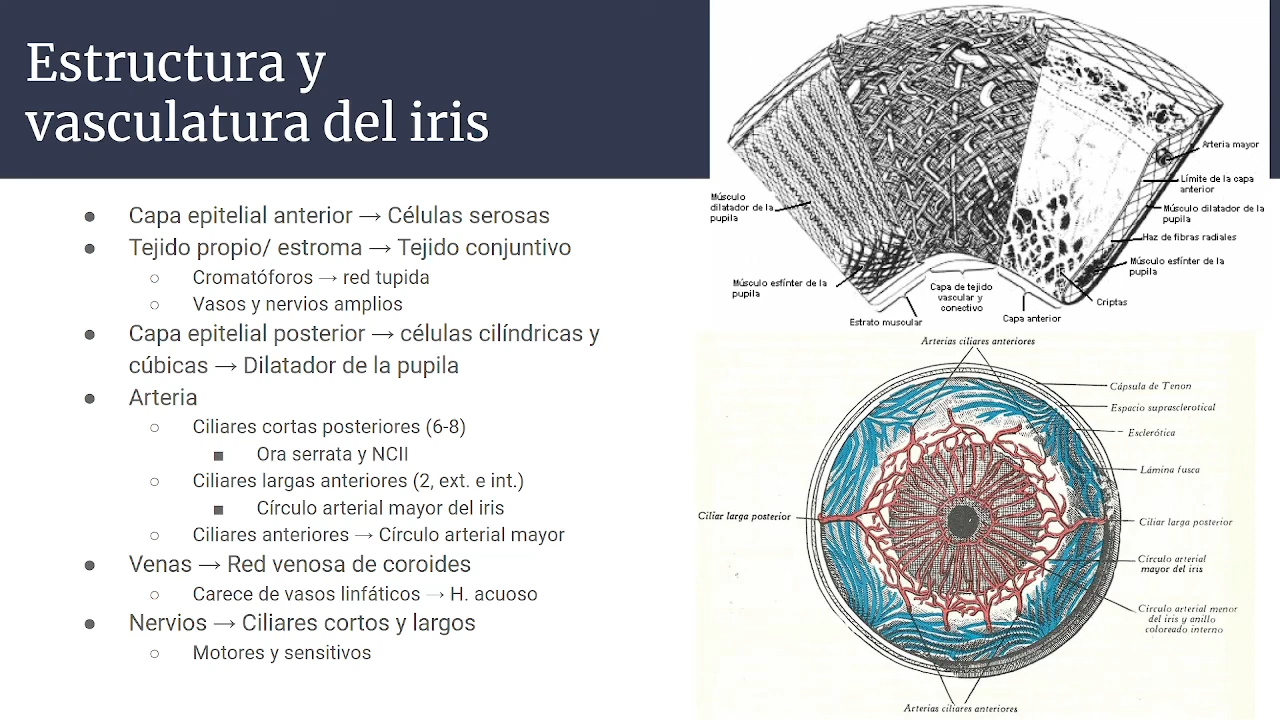 Estructura y
vasculatura del iris
● Capa epitelial anterior → Células serosas
● Tejido propio/ estroma → Tejido conjuntivo
○ Cromatóforos → red tupida
○ Vasos y nervios amplios
● Capa epitelial posterior → células cilíndricas y
cúbicas → Dilatador de la pupila
● Arteria
○ Ciliares cortas posteriores (6-8)
■ Ora serrata y NCII
○ Ciliares largas anteriores (2, ext. e int.)
■ Círculo arterial mayor del iris
○ Ciliares anteriores → Círculo arterial mayor
● Venas → Red venosa de coroides
○ Carece de vasos linfáticos → H. acuoso
● Nervios → Ciliares cortos y largos
○ Motores y sensitivos
Músculo
dilatador de la
pupila
Músculo esfínter de la
pupila
Estrato muscular
Capa de tejido
vascular y
conectivo
Capa anterior
Arteria mayor
Límite de la capa
anterior
Músculo dilatador de la
pupila
Haz de fibras radiales
Músculo esfínter de la
pupila
Criptas
Arterias ciliares anteriores
Cápsula de Tenon
Espacio suprasclerotical
Esclerótica
Lámina fusca
Ciliar larga posterior
Ciliar larga posterior
Círculo arterial
mayor del iris
Círculo arterial menor
del iris y anillo
coloreado interno
Arterias ciliares anteriores